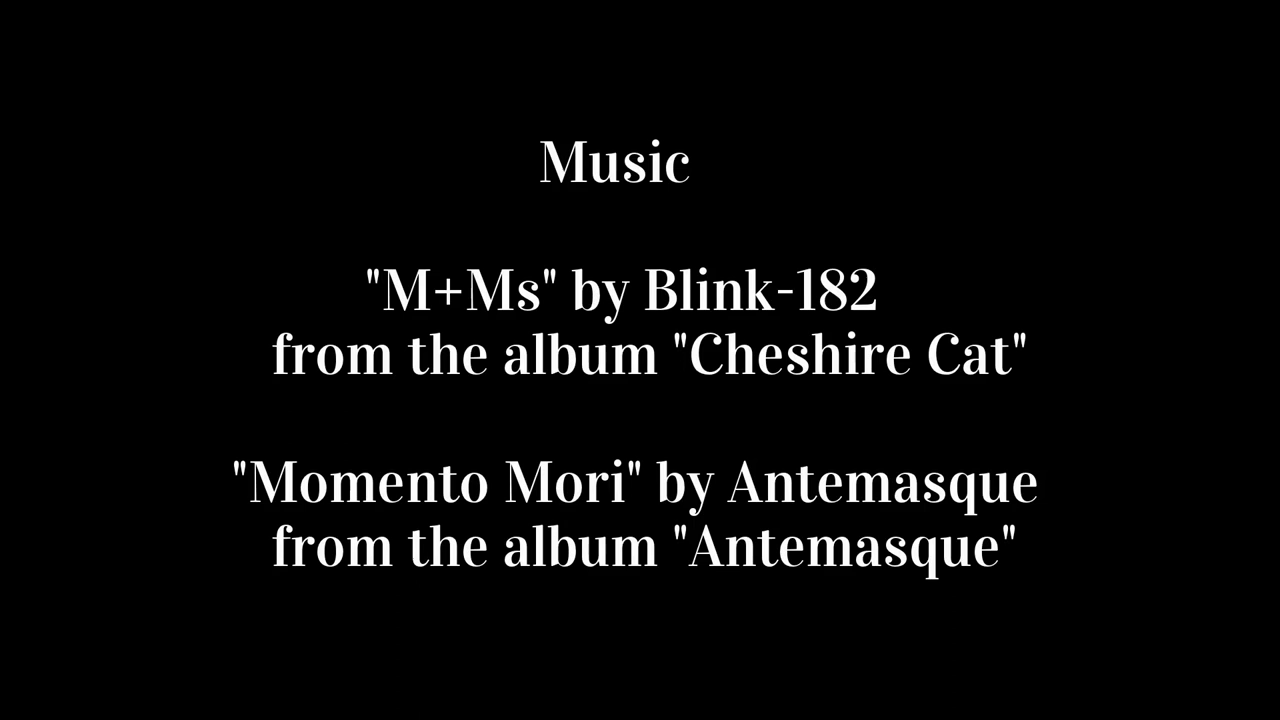 Music
"M+Ms" by Blink-182
from the album "Cheshire Cat"
"Momento Mori" by Antemasque
from the album "Antemasque"